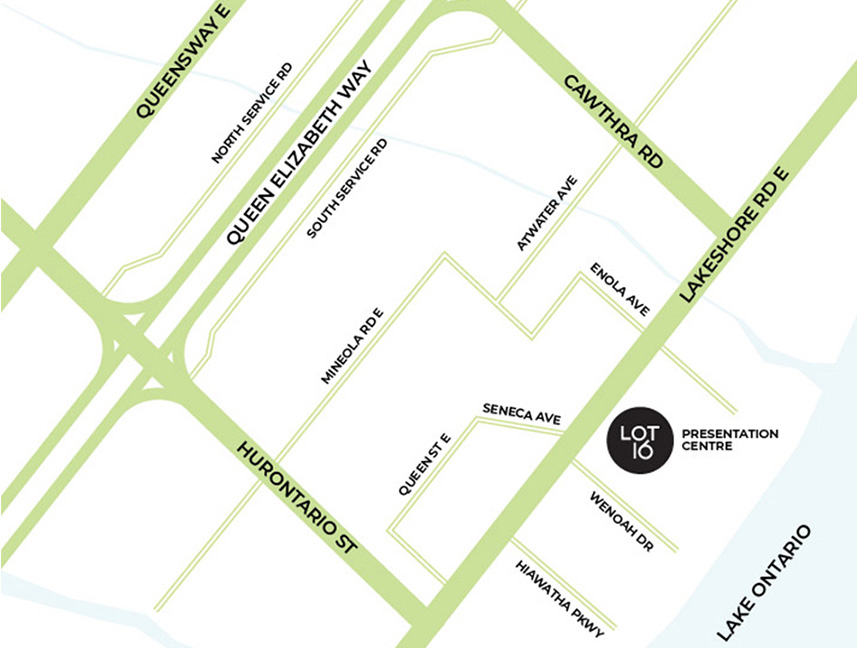 QUEENSWAY E
NORTH SERVICE RD
QUEEN ELIZABETH WAY
SOUTH SERVICE RD
CAWTHRA RD
ATWATER AVE
LAKESHORE RD E
ENOLA AVE
MINEOLA RD E
SENECA AVE
QUEEN ST E
LOT
16
PRESENTATION
CENTRE
HURONTARIO ST
WENOAH DR
HIAWATHA PKWY
LAKE ONTARIO